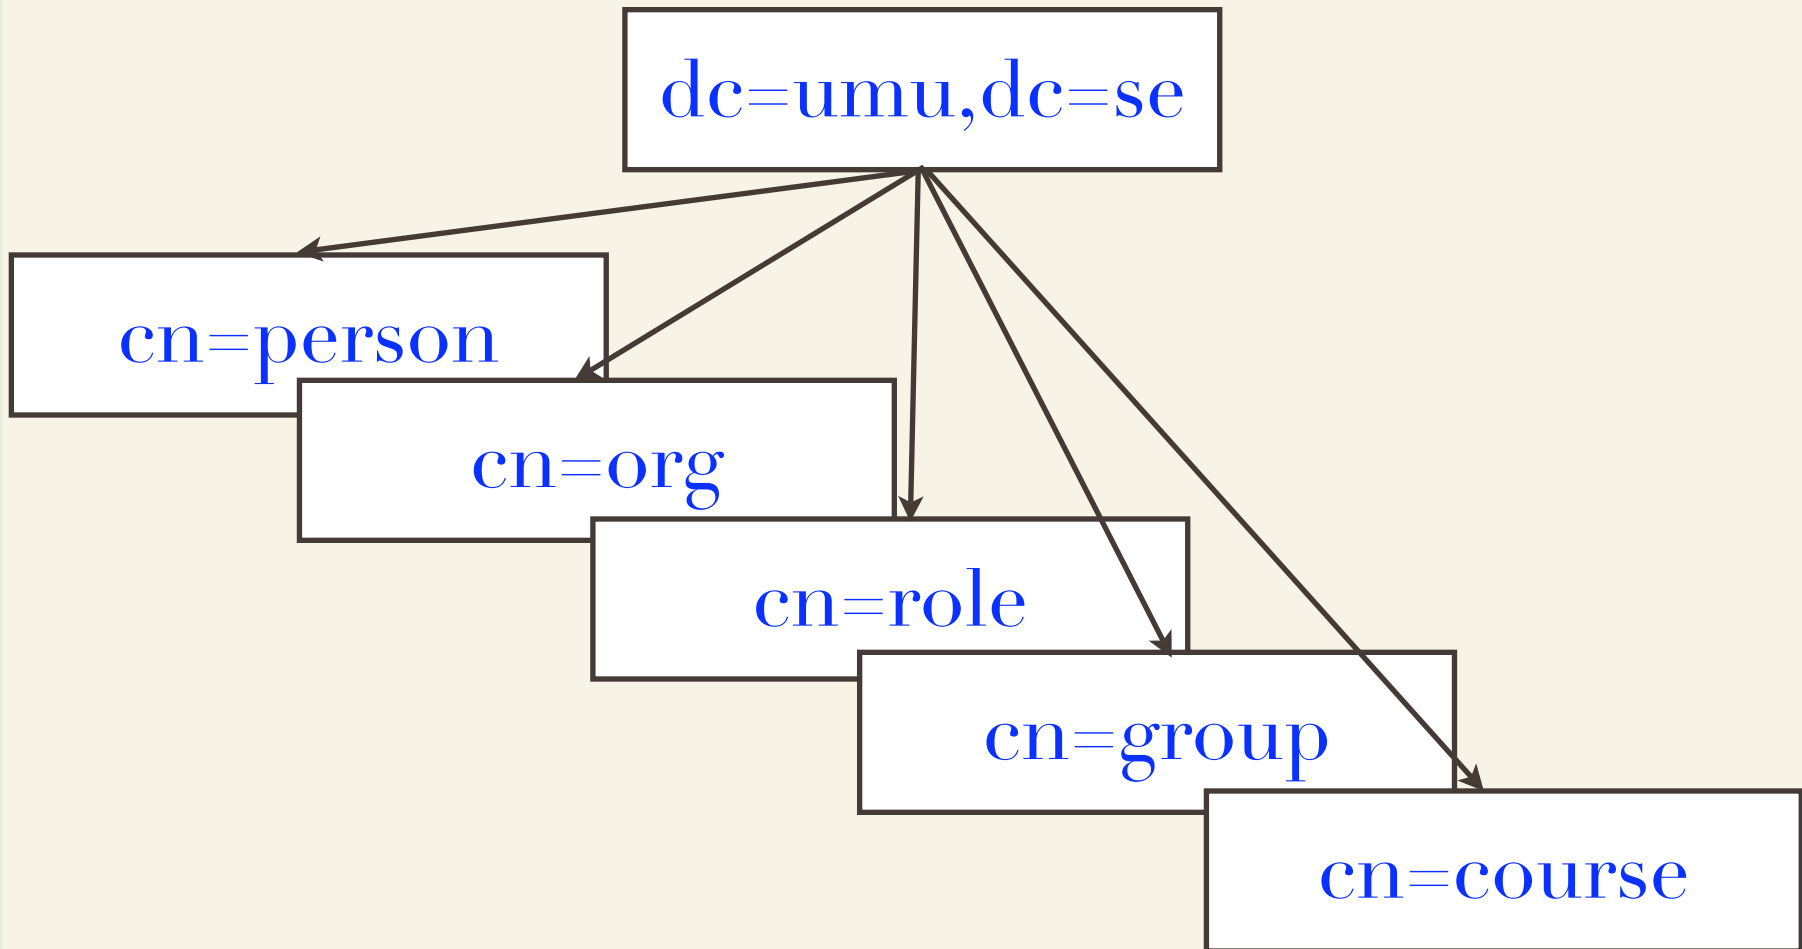 dc=umu,dc=se
cn=person
cn=org
cn=role
cn=group
cn=course